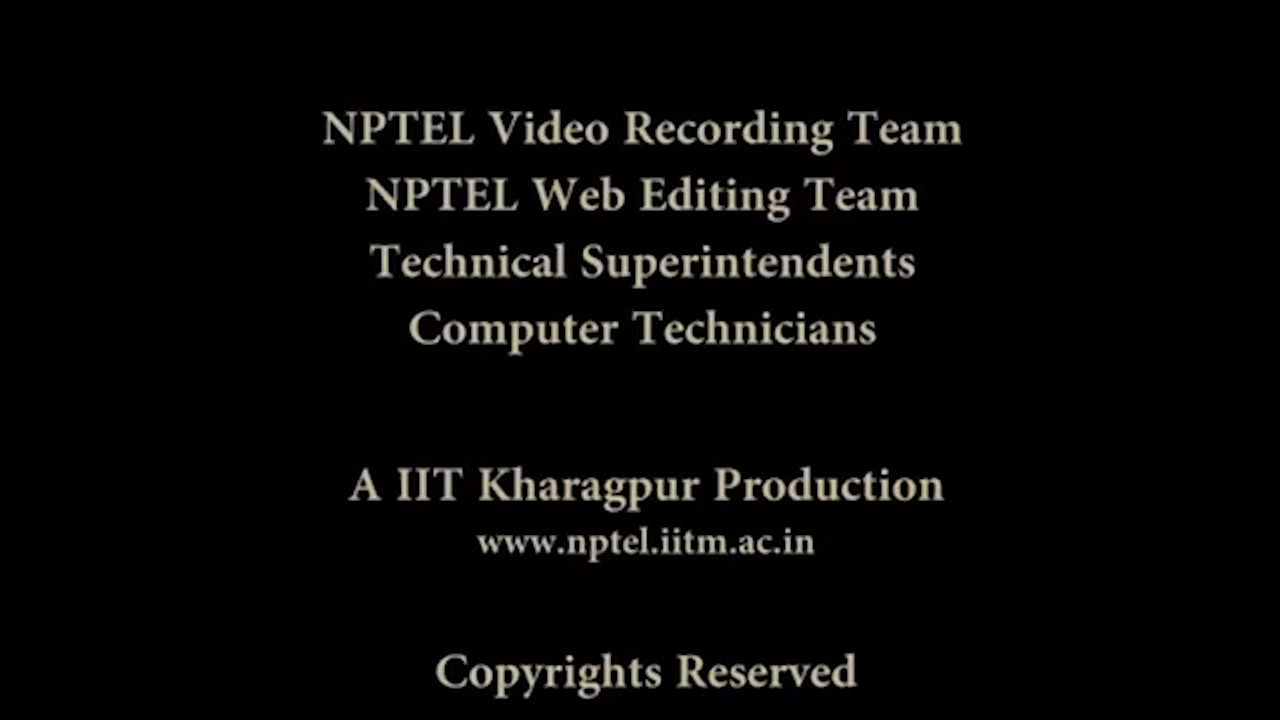 NPTEL Video Recording Team
NPTEL Web Editing Team
Technical Superintendents
Computer Technicians
A IIT Kharagpur Production
www.nptel.iitm.ac.in
Copyrights Reserved